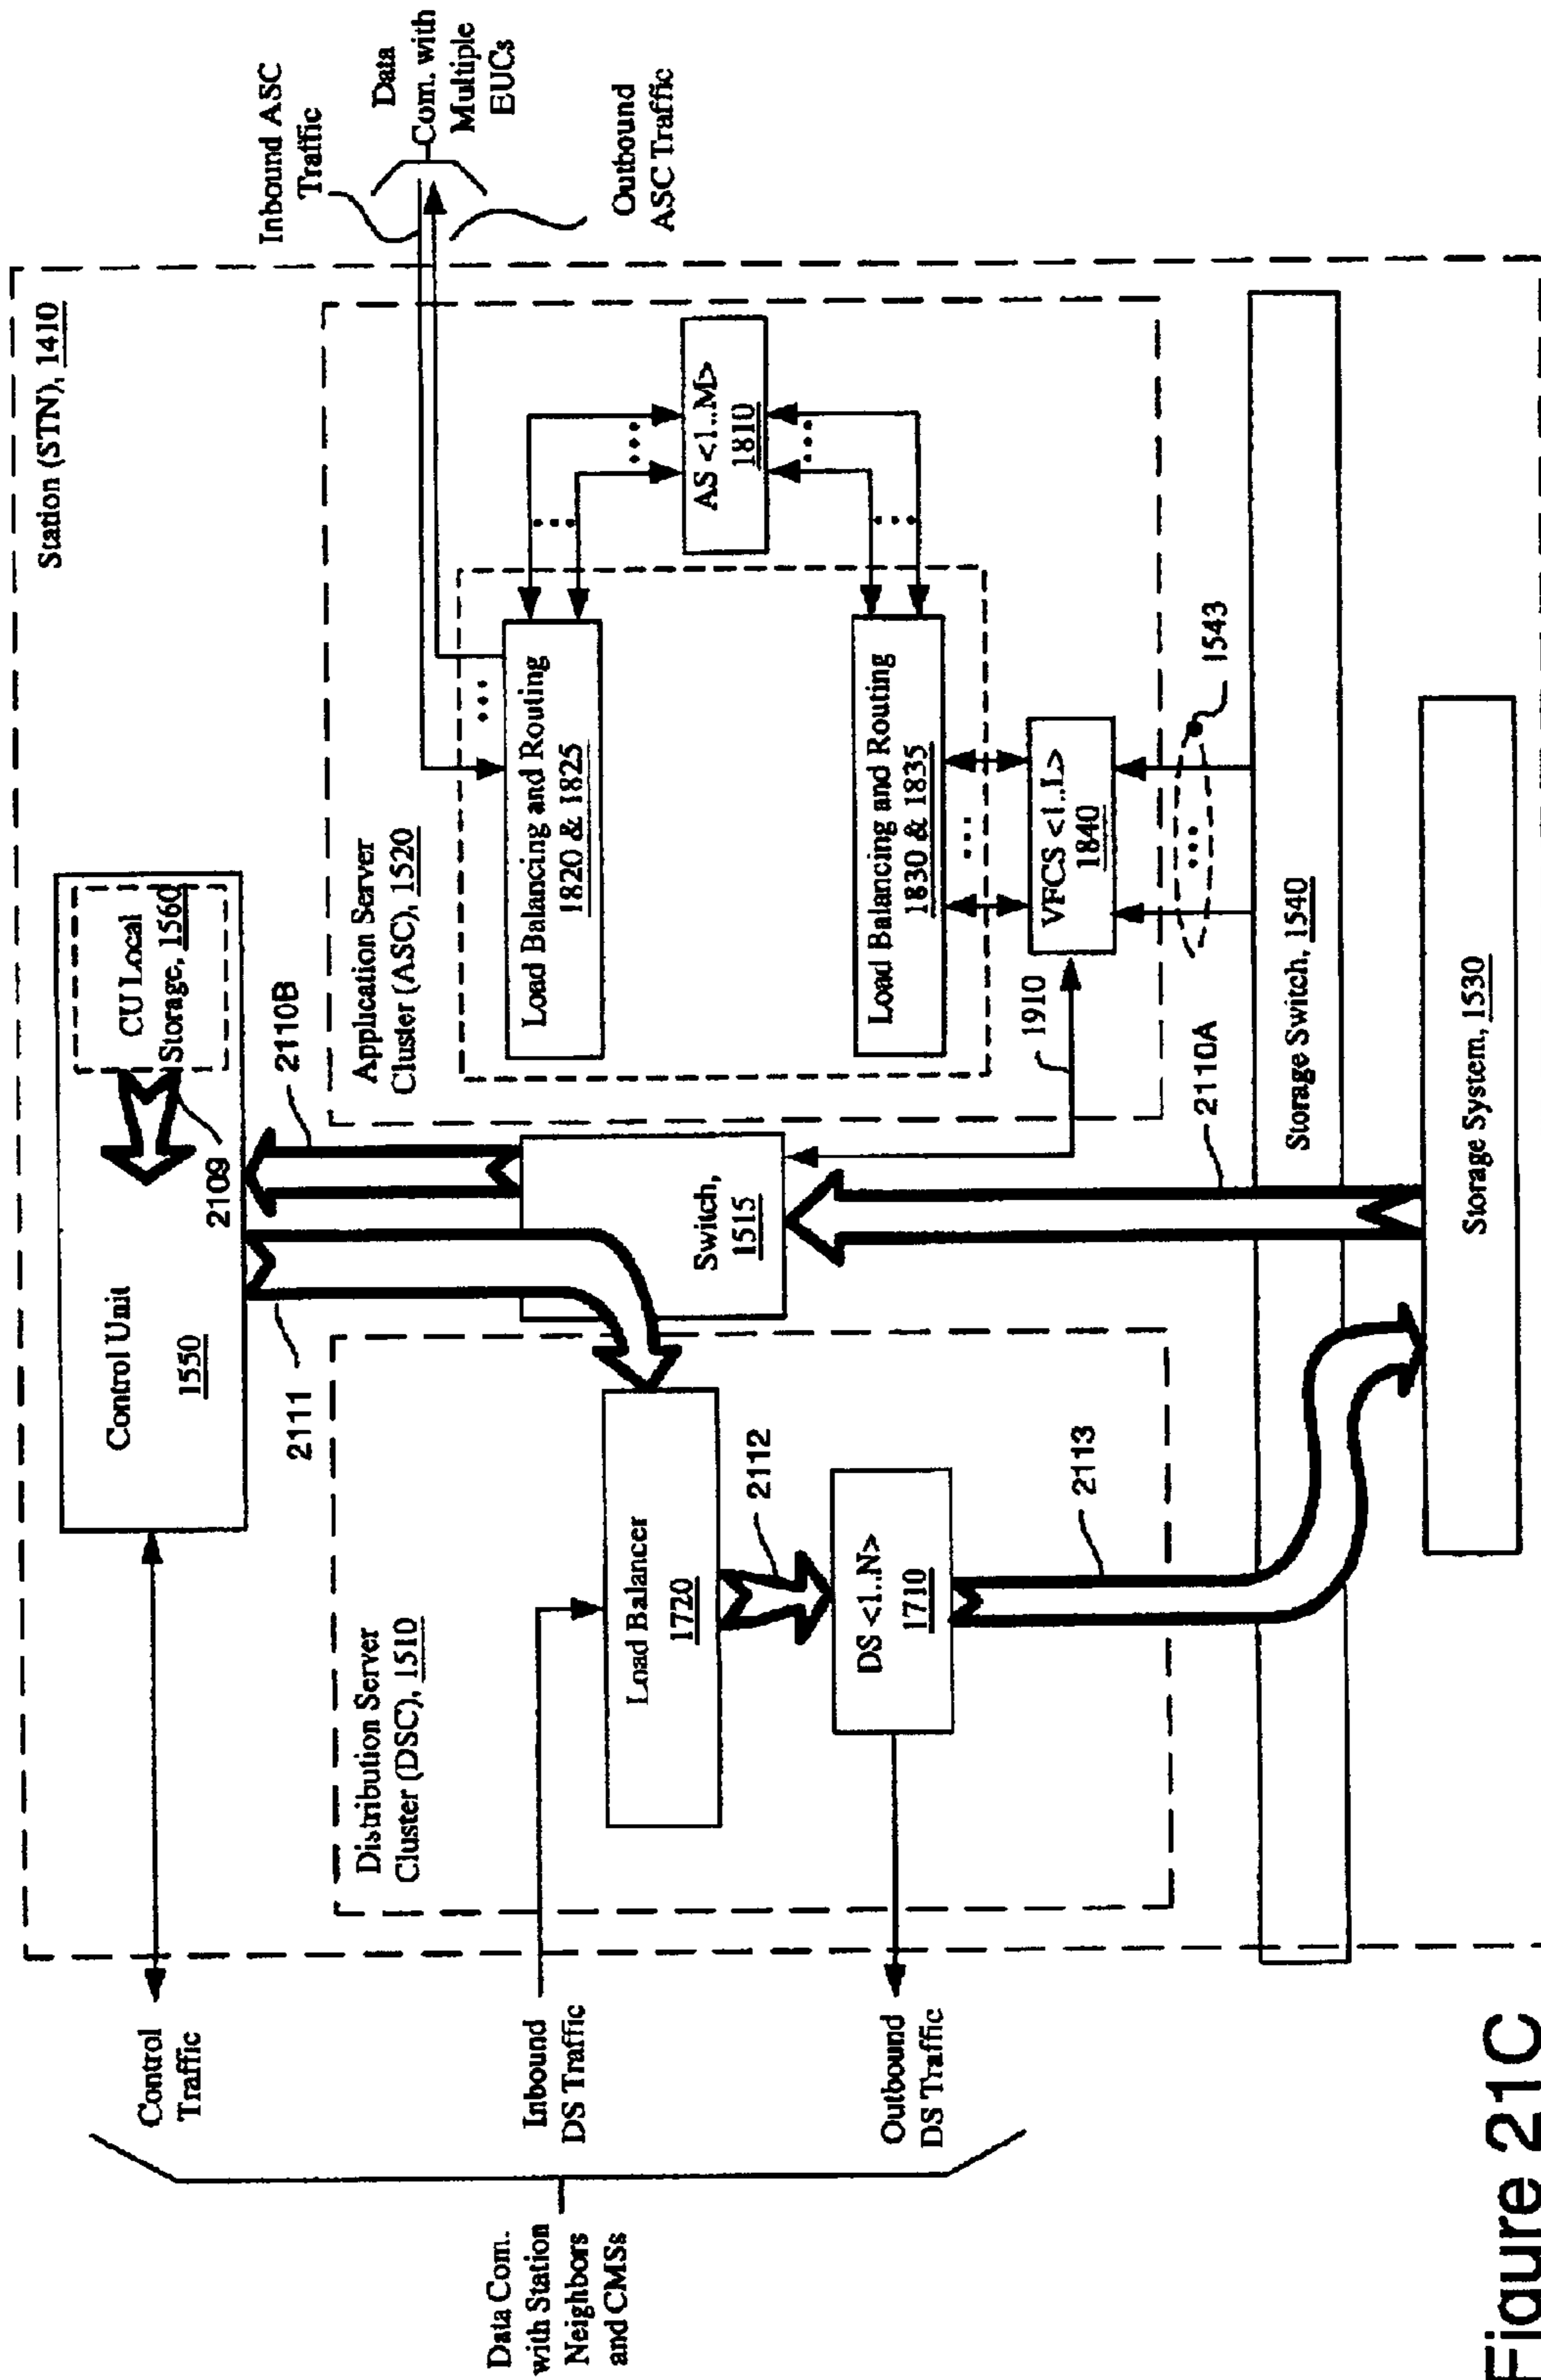 Station (STN), 1410
Control Unit
1550
CU Local
Storage, 1560
2109
2110B
2111
Control
Traffic
Data Com.
with Station
Neighbors
and CMSs
Inbound
DS Traffic
Outbound
DS Traffic
Distribution Server
Cluster (DSC), 1510
Load Balancer
1720
2112
DS <1..N>
1710
2113
Switch,
1515
Application Server
Cluster (ASC), 1520
Load Balancing and Routing
1820 & 1825
...
...
...
AS <1..M>
1810
...
...
Load Balancing and Routing
1830 & 1835
...
VFCS <1..L>
1840
1910
...
1543
2110A
Storage Switch, 1540
Storage System, 1530
Inbound ASC
Traffic
Data
Com. with
Multiple
EUCs
Outbound
ASC Traffic
Figure 21C